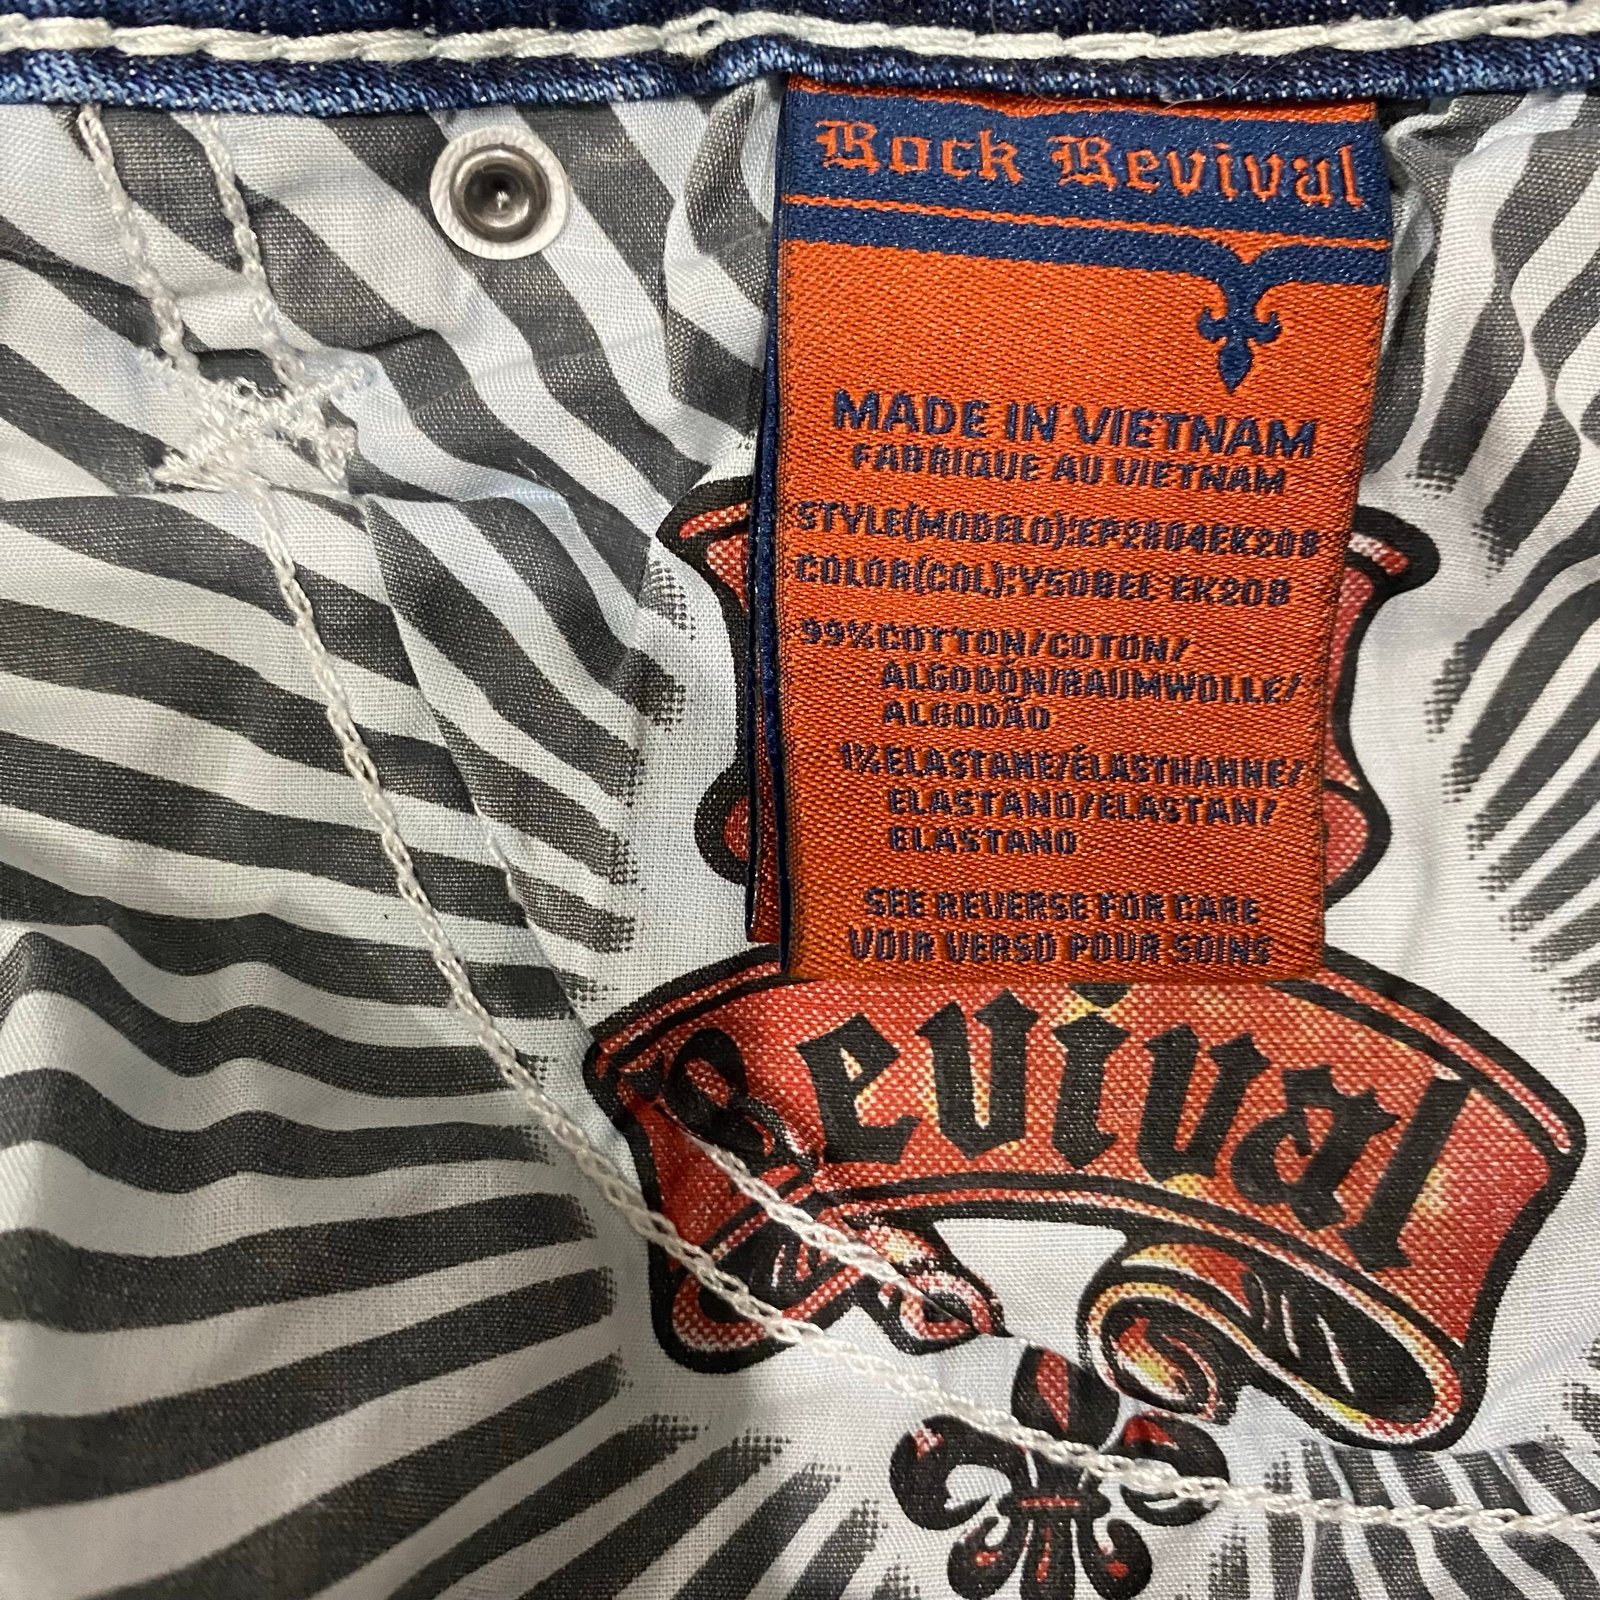 Rock Revival
MADE IN VIETNAM
FABRIQUE AU VIETNAM
STYLE(MODELO):EP2804EK208
COLOR(COL):YSOBEL EK208
99%COTTON/COTON/
ALGODÓN/BAUMWOLLE/
ALGODÃO
1%ELASTANE/ÉLASTHANNE/
ELASTANO/ELASTAN/
ELASTANO
SEE REVERSE FOR CARE
VOIR VERSO POUR SOINS
Revival